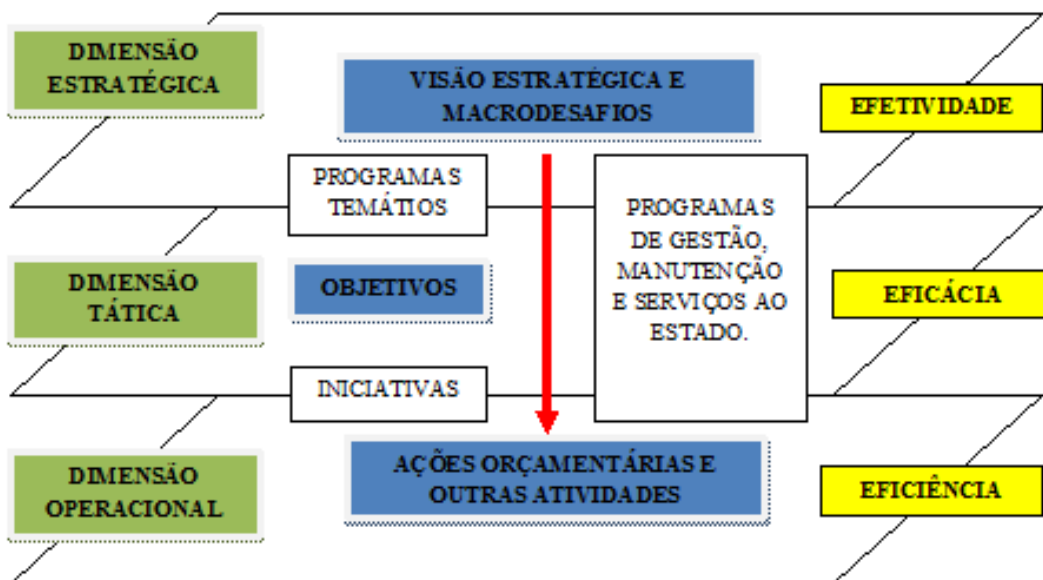 DIMENSÃO
ESTRATÉGICA
VISÃO ESTRATÉGICA E
MACRODESAFIOS
EFETIVIDADE
PROGRAMAS
TEMÁTIOS
PROGRAMAS
DE GESTÃO,
MANUTENÇÃO
E SERVIÇOS AO
ESTADO.
DIMENSÃO
TÁTICA
OBJETIVOS
EFICÁCIA
INICIATIVAS
DIMENSÃO
OPERACIONAL
AÇÕES ORÇAMENTÁRIAS E
OUTRAS ATIVIDADES
EFICIÊNCIA